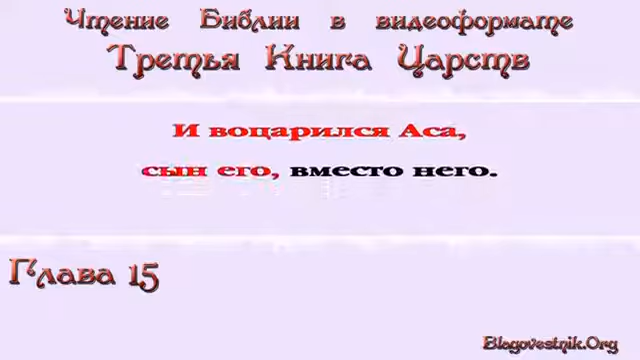 Чтение Библии в видеоформате
Третья Книга Царств
И воцарился Аса,
сын его, вместо него.
Глава 15
Blagovestnik.Org